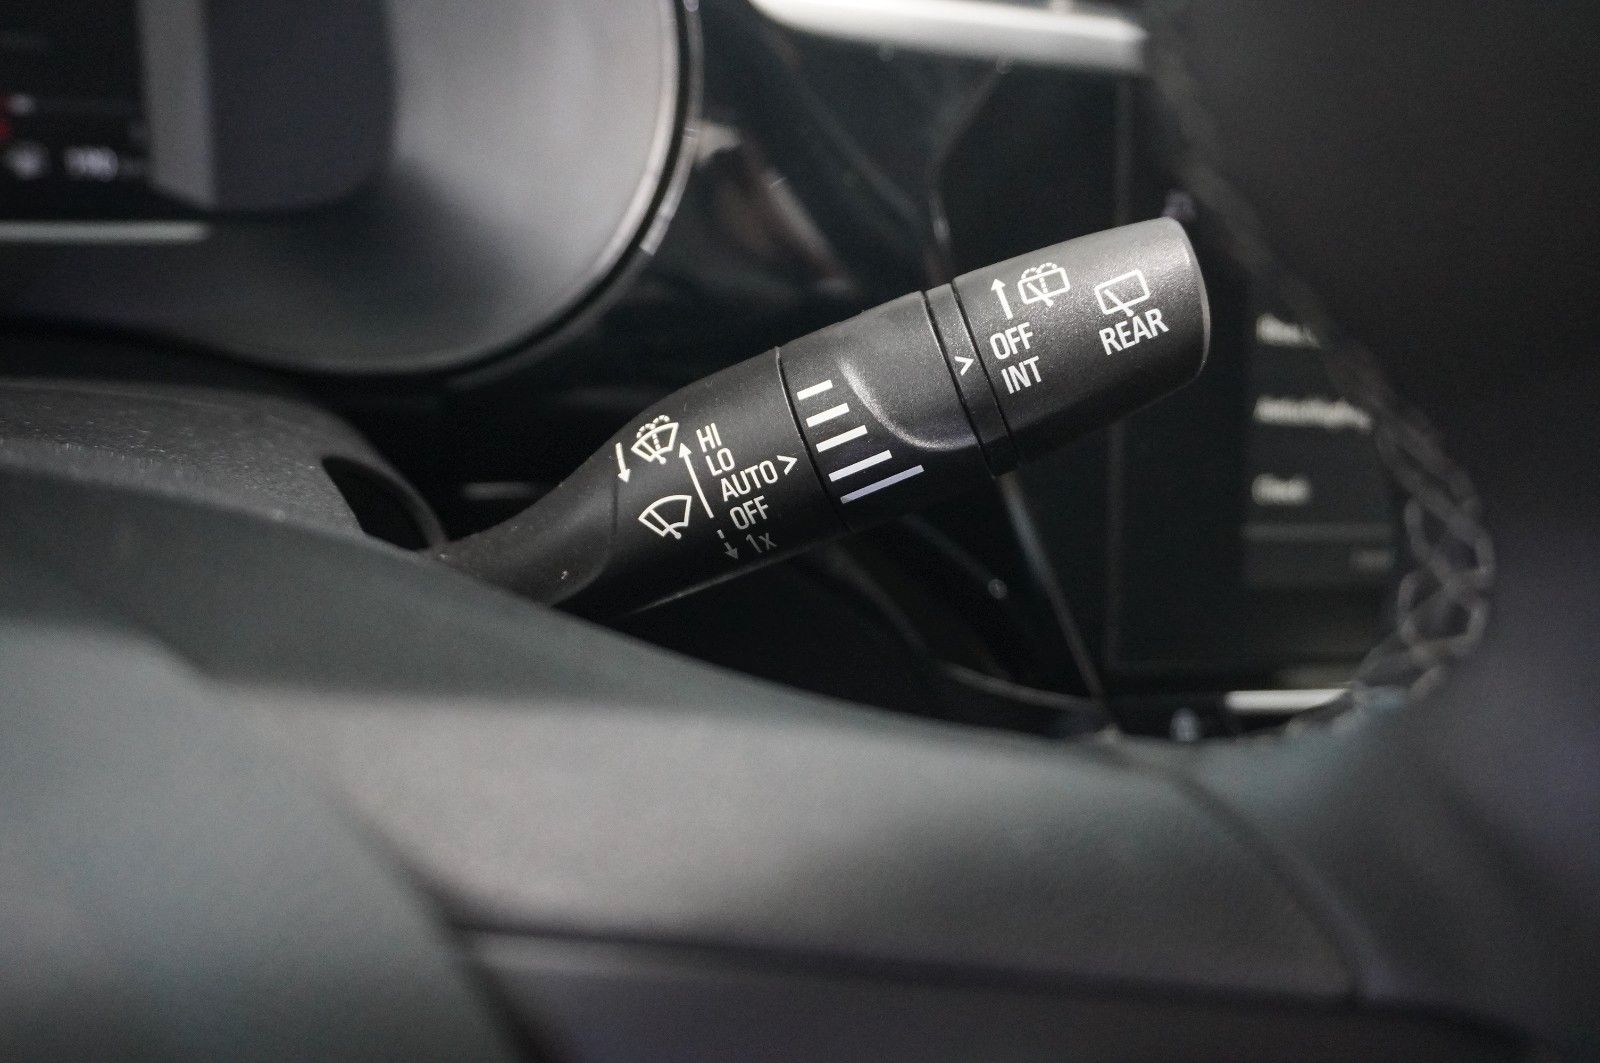 HI
LO
AUTO >
OFF
1x
>
OFF
INT
REAR